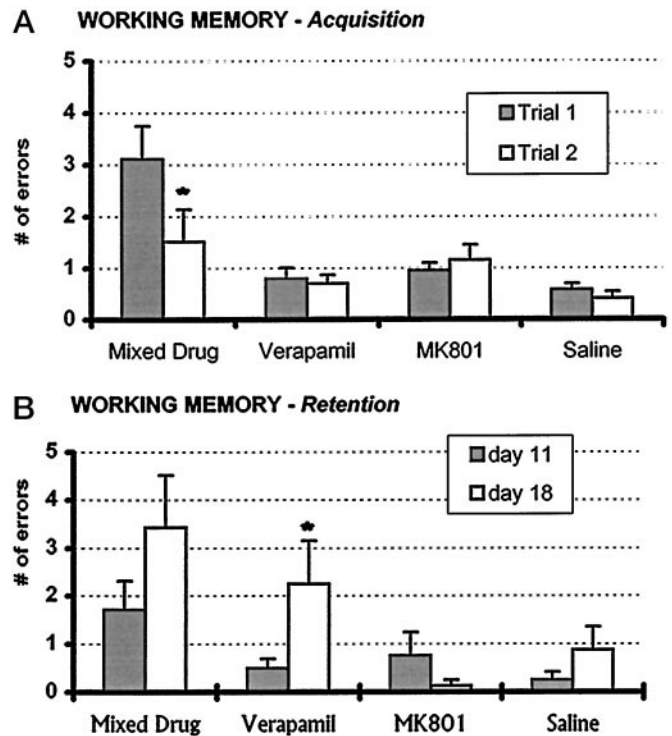 A WORKING MEMORY - Acquisition
5
4
3
2
1
0
# of errors
Trial 1
Trial 2
*
Mixed Drug Verapamil MK801 Saline
B WORKING MEMORY - Retention
5
4
3
2
1
0
# of errors
day 11
day 18
*
Mixed Drug Verapamil MK801 Saline